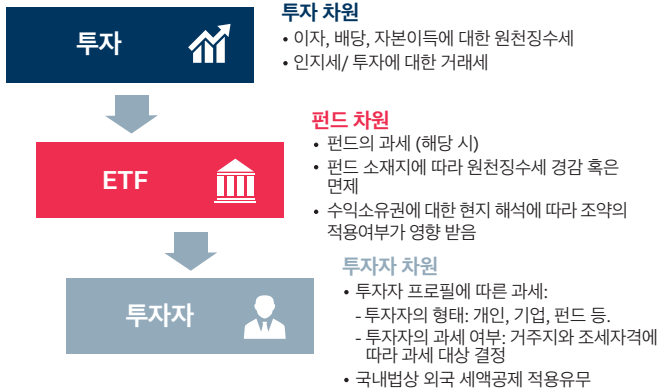 투자 차원
투자
• 이자, 배당, 자본이득에 대한 원천징수세
• 인지세/ 투자에 대한 거래세
펀드 차원
ETF
• 펀드의 과세 (해당 시)
• 펀드 소재지에 따라 원천징수세 경감 혹은
면제
• 수익소유권에 대한 현지 해석에 따라 조약의
적용여부가 영향 받음
투자자 차원
투자자
• 투자자 프로필에 따른 과세:
- 투자자의 형태: 개인, 기업, 펀드 등.
- 투자자의 과세 여부: 거주지와 조세자격에
따라 과세 대상 결정
• 국내법상 외국 세액공제 적용유무